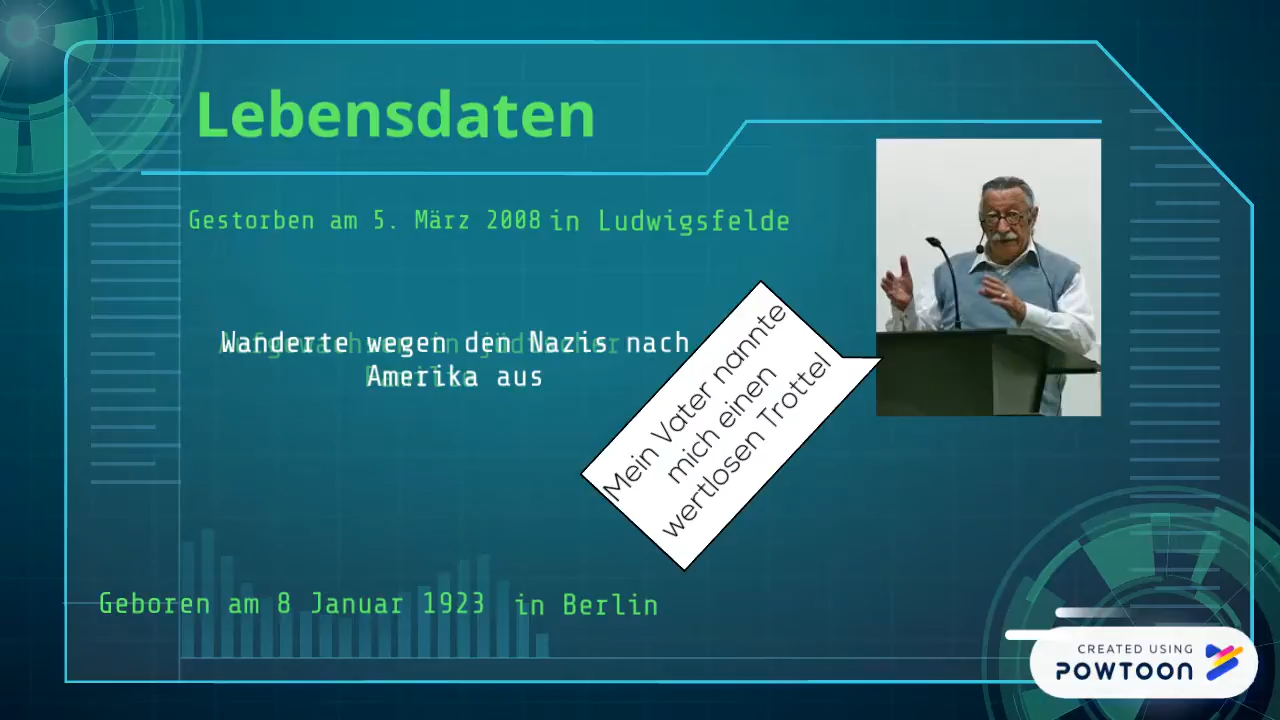 Lebensdaten
Gestorben am 5. März 2008 in Ludwigsfelde
Wanderte wegen den Nazis nach
Amerika aus
Mein Vater nannte
mich einen
wertlosen Trottel
Geboren am 8 Januar 1923 in Berlin
CREATED USING
POWTOON